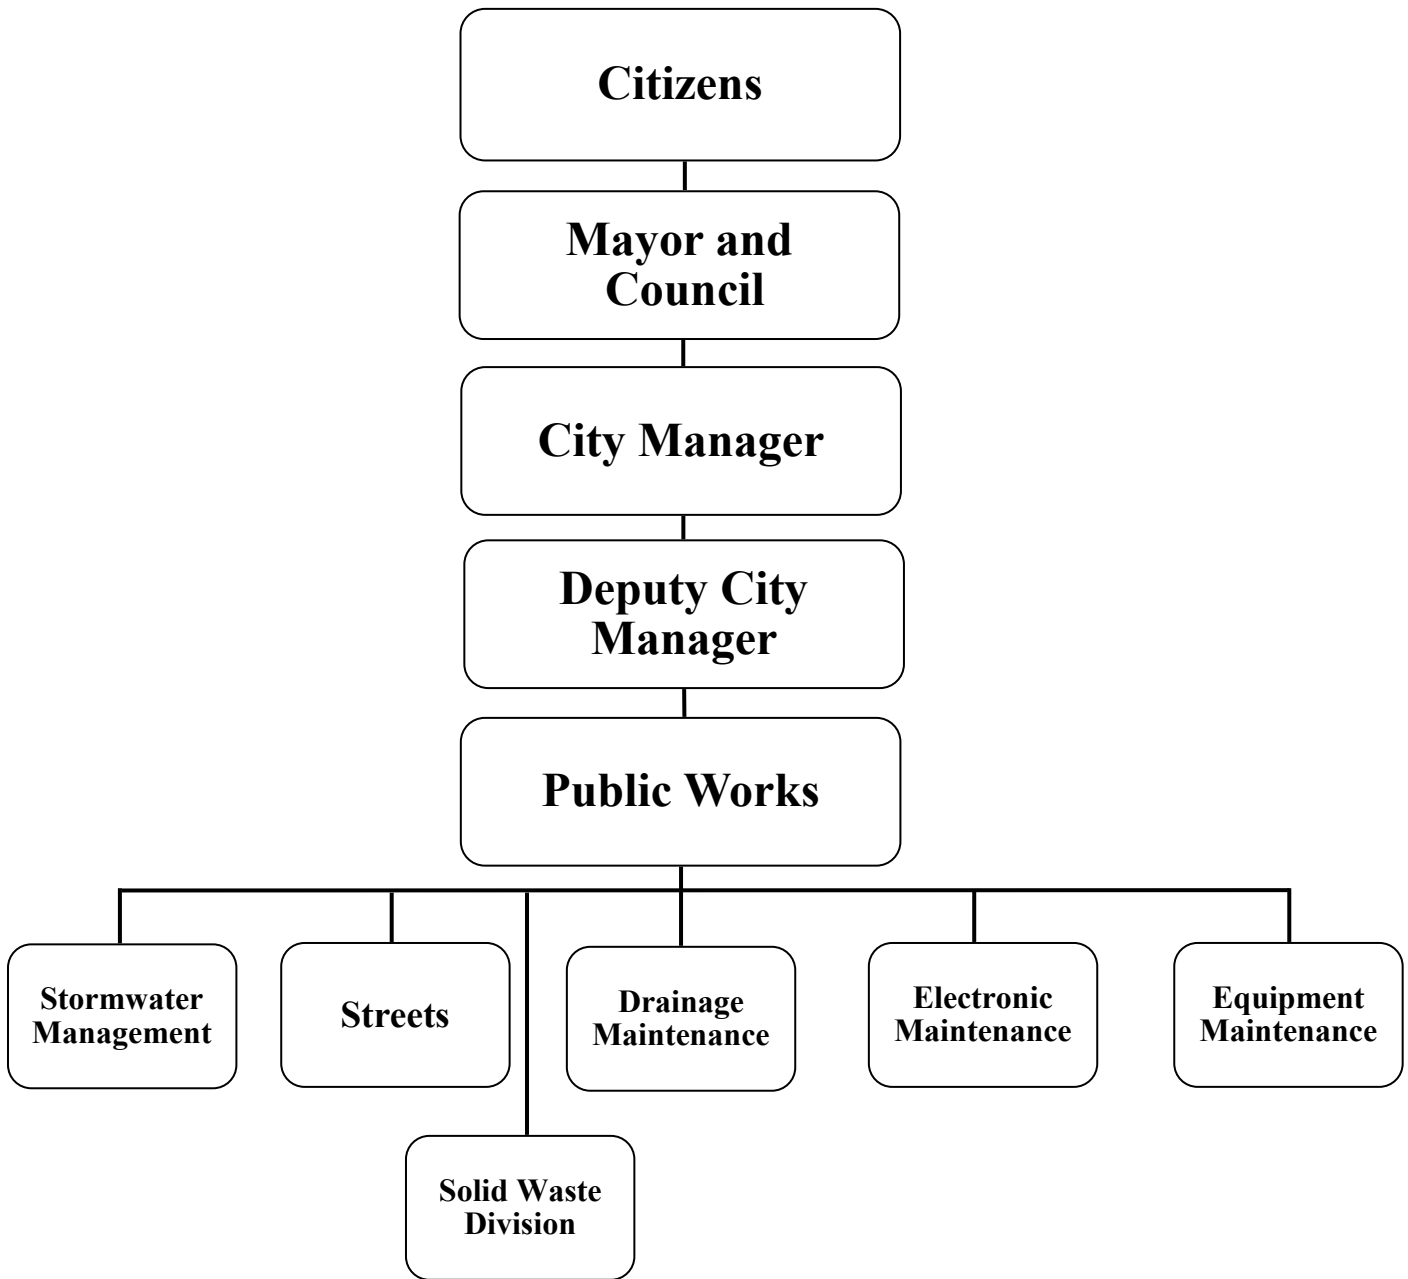 Citizens
Mayor and
Council
City Manager
Deputy City
Manager
Public Works
Stormwater
Management
Streets
Drainage
Maintenance
Electronic
Maintenance
Equipment
Maintenance
Solid Waste
Division